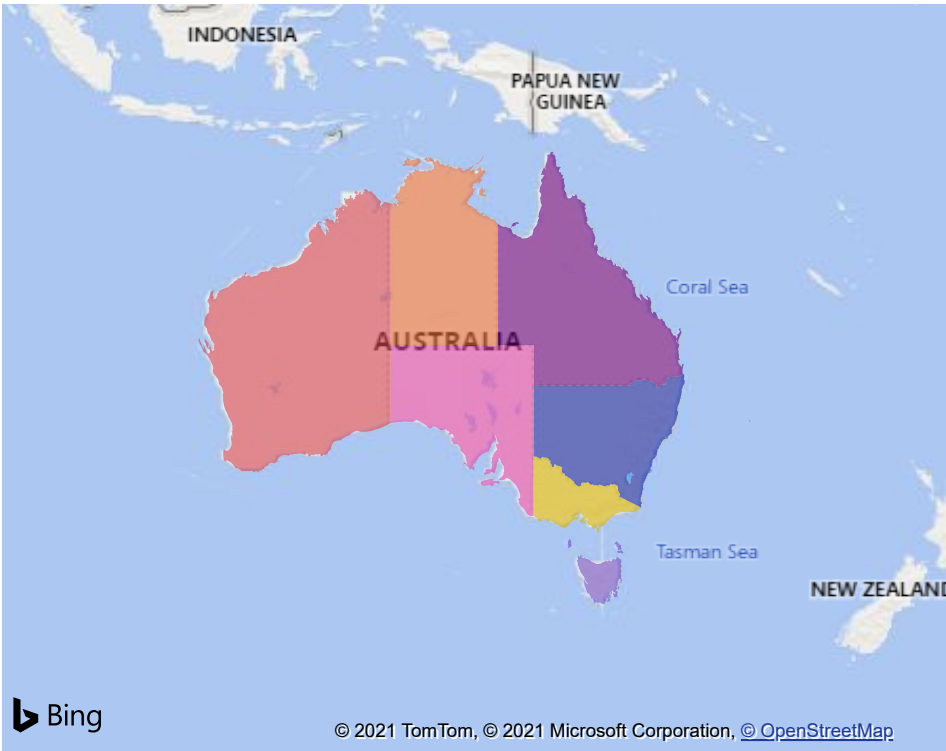 INDONESIA
PAPUA NEW
GUINEA
Coral Sea
AUSTRALIA
Tasman Sea
NEW ZEALAND
Bing
© 2021 TomTom, © 2021 Microsoft Corporation, © OpenStreetMap